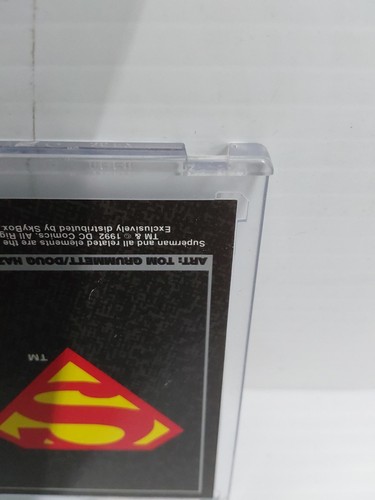 TM
ART: TOM GRUMMETT/DOUG
Superman and all related elements are the
TM & © 1992 DC Comics. All
Exclusively distributed by SkyBox